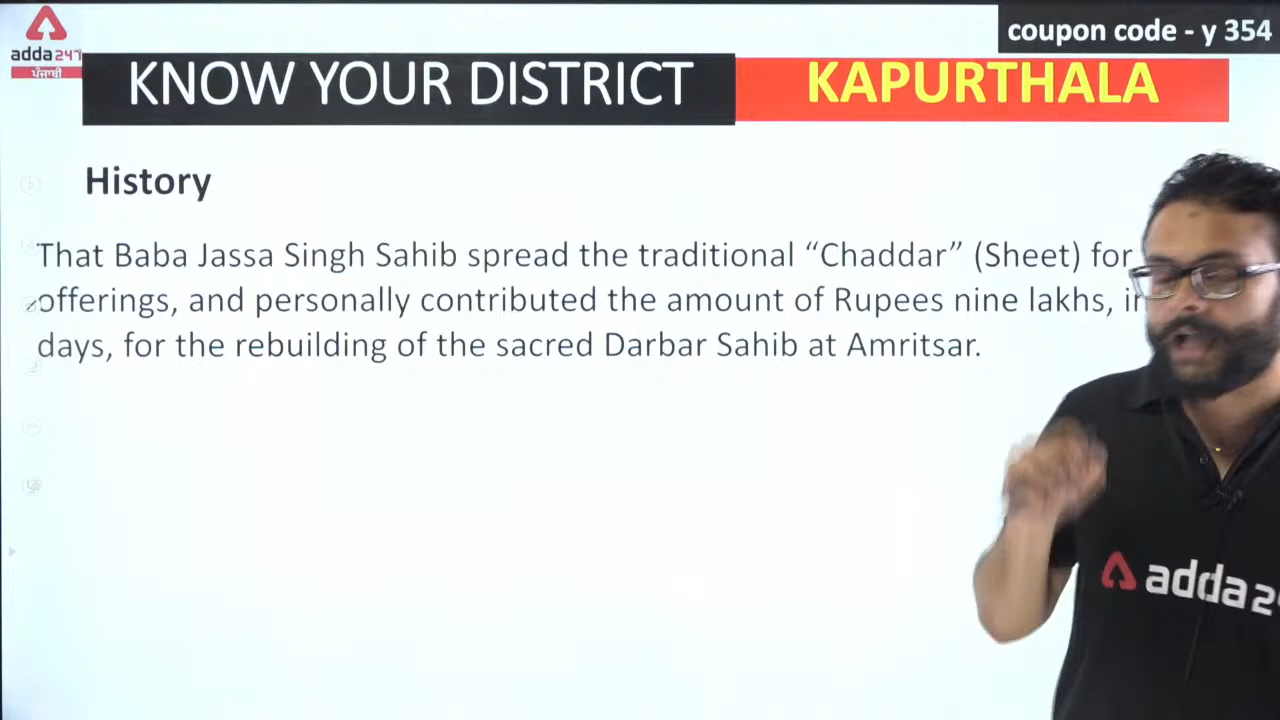 coupon code - y 354
adda247
ਪੰਜਾਬੀ
KNOW YOUR DISTRICT
KAPURTHALA
History
That Baba Jassa Singh Sahib spread the traditional “Chaddar” (Sheet) for
offerings, and personally contributed the amount of Rupees nine lakhs,
days, for the rebuilding of the sacred Darbar Sahib at Amritsar.
adda24